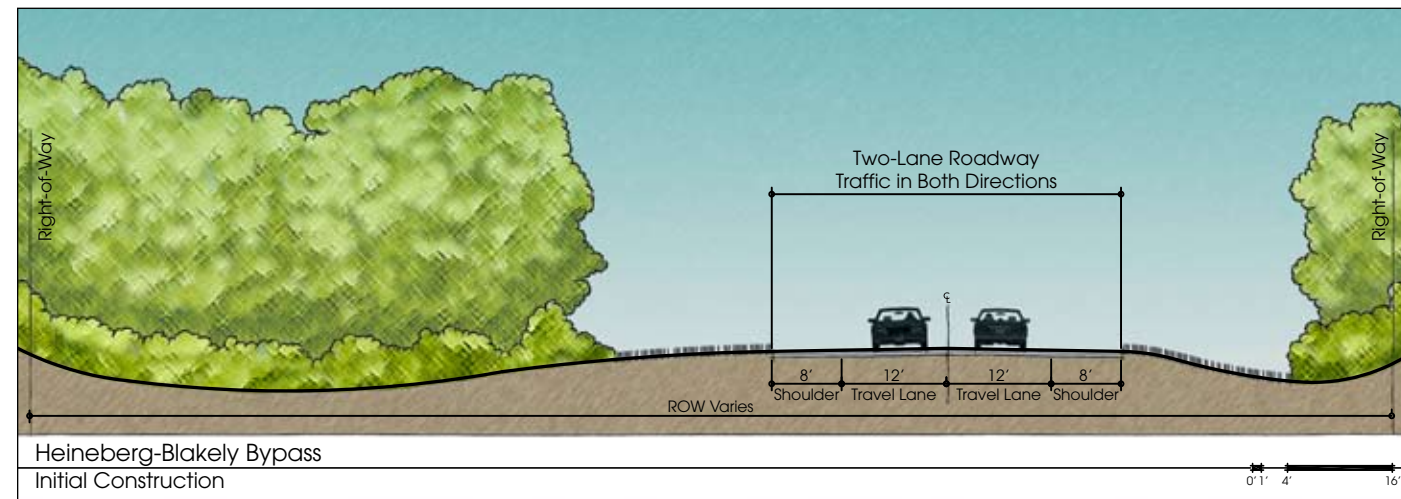 Right-of-Way
Right-of-Way
Two-Lane Roadway
Traffic in Both Directions
℄
8' 12' 12' 8'
Shoulder Travel Lane Travel Lane Shoulder
ROW Varies
Heineberg-Blakely Bypass
Initial Construction
0' 1' 4' 16'